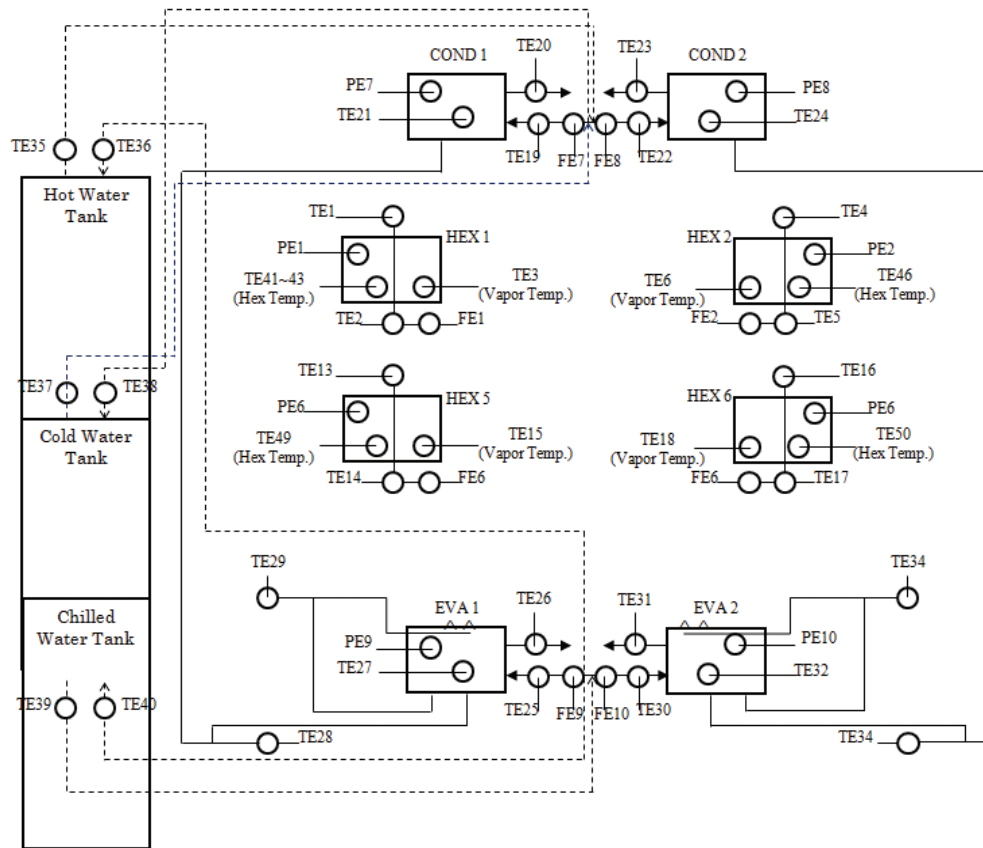 COND 1
TE20
TE23
COND 2
PE7
PE8
TE21
TE24
TE35
TE36
TE19
FE7
FE8
TE22
Hot Water
Tank
TE1
HEX 1
PE1
TE41~43
(Hex Temp.)
TE3
(Vapor Temp.)
TE2
FE1
TE4
HEX 2
PE2
TE6
(Vapor Temp.)
TE46
(Hex Temp.)
FE2
TE5
TE37
TE38
Cold Water
Tank
TE13
HEX 5
PE6
TE49
(Hex Temp.)
TE15
(Vapor Temp.)
TE14
FE6
TE16
HEX 6
PE6
TE18
(Vapor Temp.)
TE50
(Hex Temp.)
FE6
TE17
TE29
EVA 1
TE26
TE31
EVA 2
TE34
Chilled
Water Tank
PE9
PE10
TE27
TE32
TE39
TE40
TE25
FE9
FE10
TE30
TE28
TE34